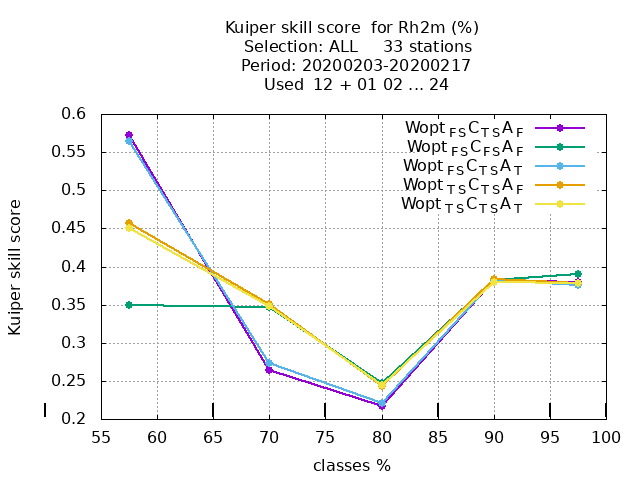 Kuiper skill score  for Rh2m (%)
Selection: ALL     33 stations
Period: 20200203-20200217
Used  12 + 01 02 ... 24
Wopt FS C TS A F
Wopt FS C FS A F
Wopt FS C TS A T
Wopt TS C TS A F
Wopt TS C TS A T
0.6
0.55
0.5
0.45
0.4
0.35
0.3
0.25
0.2
Kuiper skill score
55 60 65 70 75 80 85 90 95 100
classes %